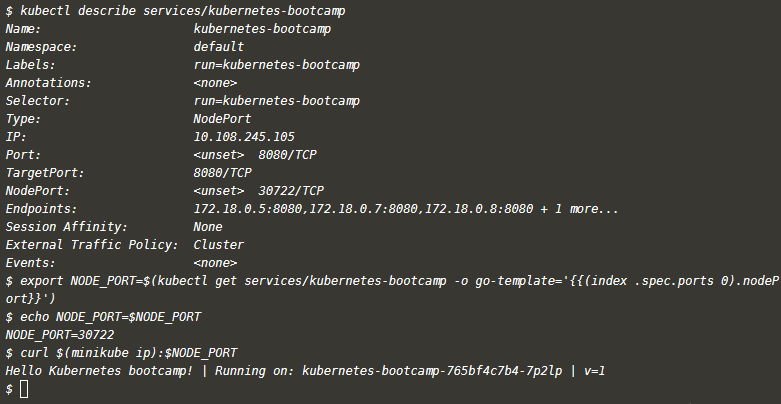 $ kubectl describe services/kubernetes-bootcamp
Name:                     kubernetes-bootcamp
Namespace:                default
Labels:                   run=kubernetes-bootcamp
Annotations:              <none>
Selector:                 run=kubernetes-bootcamp
Type:                     NodePort
IP:                       10.108.245.105
Port:                     <unset>  8080/TCP
TargetPort:               8080/TCP
NodePort:                 <unset>  30722/TCP
Endpoints:                172.18.0.5:8080,172.18.0.7:8080,172.18.0.8:8080 + 1 more...
Session Affinity:         None
External Traffic Policy:  Cluster
Events:                   <none>
$ export NODE_PORT=$(kubectl get services/kubernetes-bootcamp -o go-template='{{(index .spec.ports 0).nodeP
ort}}')
$ echo NODE_PORT=$NODE_PORT
NODE_PORT=30722
$ curl $(minikube ip):$NODE_PORT
Hello Kubernetes bootcamp! | Running on: kubernetes-bootcamp-765bf4c7b4-7p2lp | v=1
$